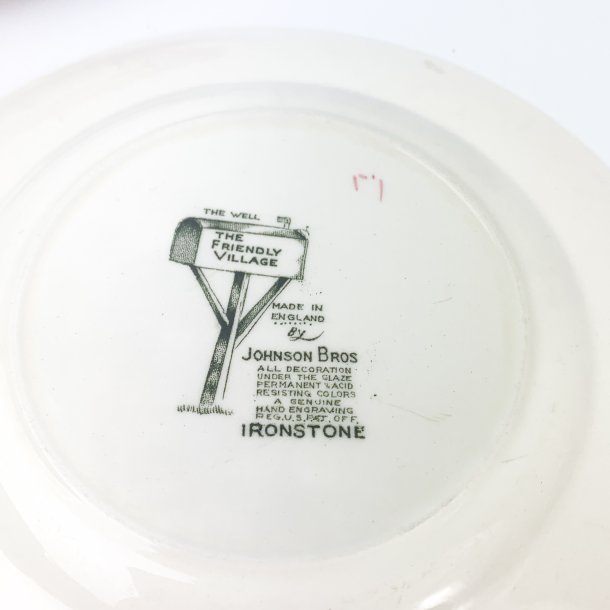 THE WELL
THE
FRIENDLY
VILLAGE
MADE IN
ENGLAND
By
JOHNSON BROS
ALL DECORATION
UNDER THE GLAZE
PERMANENT & ACID
RESISTING COLORS
A GENUINE
HAND ENGRAVING
REG. U.S. PAT. OFF.
IRONSTONE